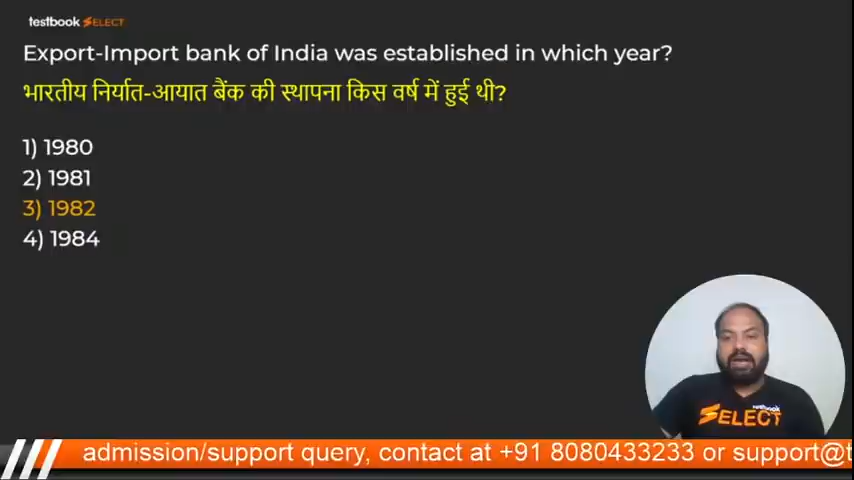 testbook SELECT
Export-Import bank of India was established in which year?
भारतीय निर्यात-आयात बैंक की स्थापना किस वर्ष में हुई थी?
1) 1980
2) 1981
3) 1982
4) 1984
testbook
SELECT
admission/support query, contact at +91 8080433233 or support@t